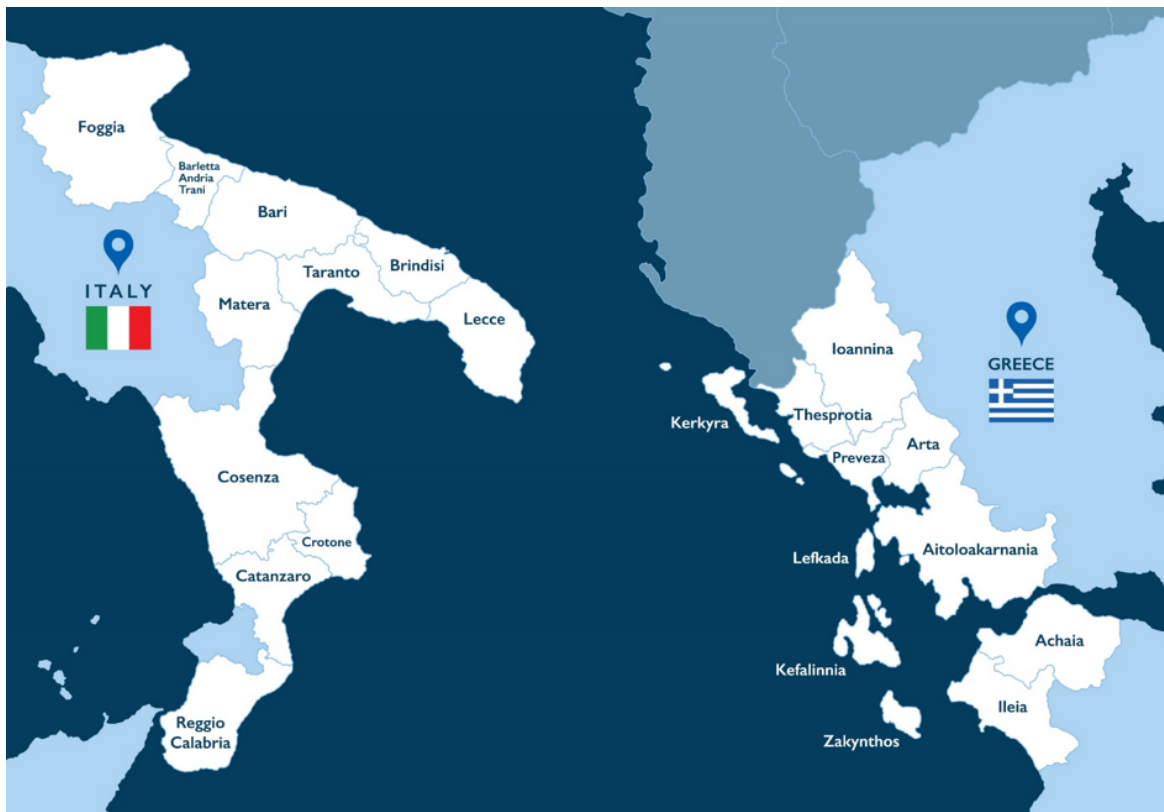 Foggia
Barletta
Andria
Trani
Bari
Brindisi
Taranto
Matera
Lecce
ITALY
Cosenza
Crotone
Catanzaro
Reggio
Calabria
Ioannina
GREECE
Thesprotia
Kerkyra
Arta
Preveza
Lefkada
Aitoloakarnania
Achaia
Kefalinnia
Ileia
Zakynthos